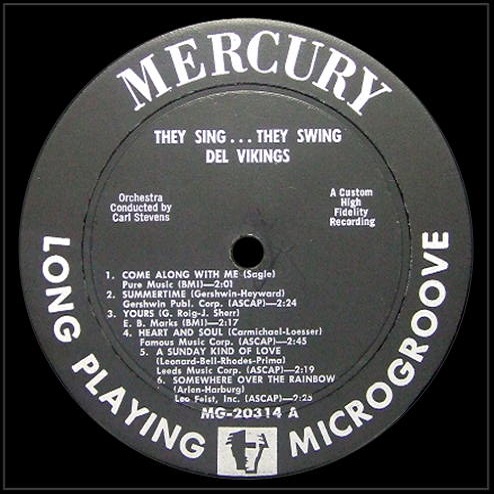 MERCURY
THEY SING . . . THEY SWING
DEL VIKINGS
Orchestra
Conducted by
Carl Stevens
A Custom
High
Fidelity
Recording
1. COME ALONG WITH ME (Sagle)
Pure Music (BMI)—2:01
2. SUMMERTIME (Gershwin-Heyward)
Gershwin Publ. Corp. (ASCAP)—2:24
3. YOURS (G. Roig-J. Sherr)
E. B. Marks (BMI)—2:17
4. HEART AND SOUL (Carmichael-Loesser)
Famous Music Corp. (ASCAP)—2:45
5. A SUNDAY KIND OF LOVE
(Leonard-Bell-Rhodes-Prima)
Leeds Music Corp. (ASCAP)—2:19
6. SOMEWHERE OVER THE RAINBOW
(Arlen-Harburg)
Leo Feist, Inc. (ASCAP)—2:25
MG-20314 A
LONG PLAYING MICROGROOVE